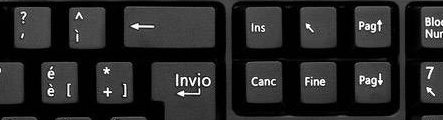 ? ^ ← Ins ↖ Pag↑ Bloc
' ì Num
é * Invio Canc Fine Pag↓ 7
è [ + ] ↵ ↖